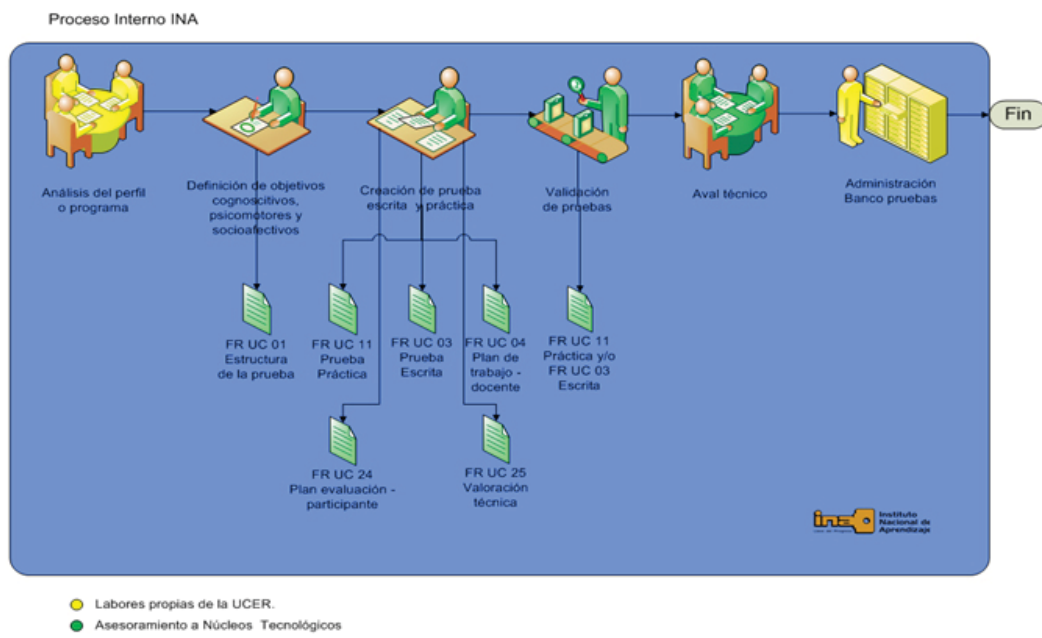 Proceso Interno INA
Fin
Análisis del perfil
o programa
Definición de objetivos
cognoscitivos,
psicomotores y
socioafectivos
Creación de prueba
escrita y práctica
Validación
de pruebas
Aval técnico
Administración
Banco pruebas
FR UC 01
Estructura
de la prueba
FR UC 11
Prueba
Práctica
FR UC 03
Prueba
Escrita
FR UC 04
Plan de
trabajo -
docente
FR UC 11
Práctica y/o
FR UC 03
Escrita
FR UC 24
Plan evaluación -
participante
FR UC 25
Valoración
técnica
ina
Instituto
Nacional de
Aprendizaje
Labores propias de la UCER.
Asesoramiento a Núcleos Tecnológicos